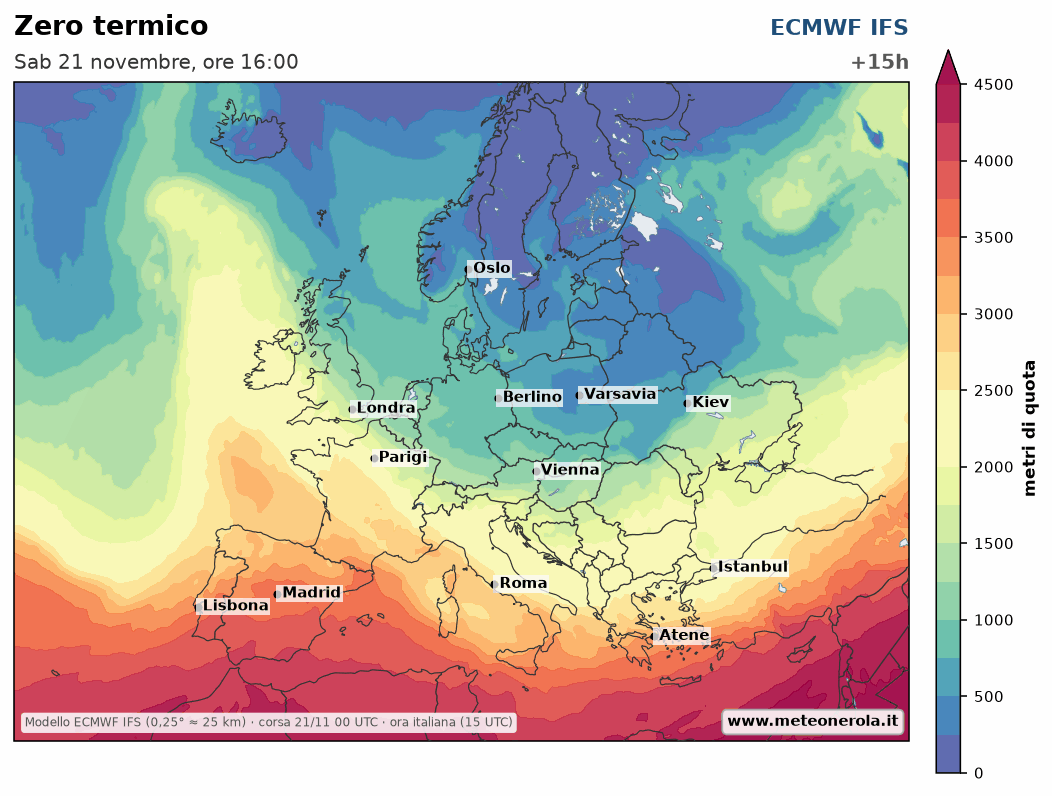 Zero termico
ECMWF IFS
Sab 21 novembre, ore 16:00
+15h
Oslo
Berlino
Varsavia
Kiev
Londra
Parigi
Vienna
Istanbul
Roma
Madrid
Lisbona
Atene
Modello ECMWF IFS (0,25° ≈ 25 km) · corsa 21/11 00 UTC · ora italiana (15 UTC)
www.meteonerola.it
4500
4000
3500
3000
2500
2000
1500
1000
500
0
metri di quota